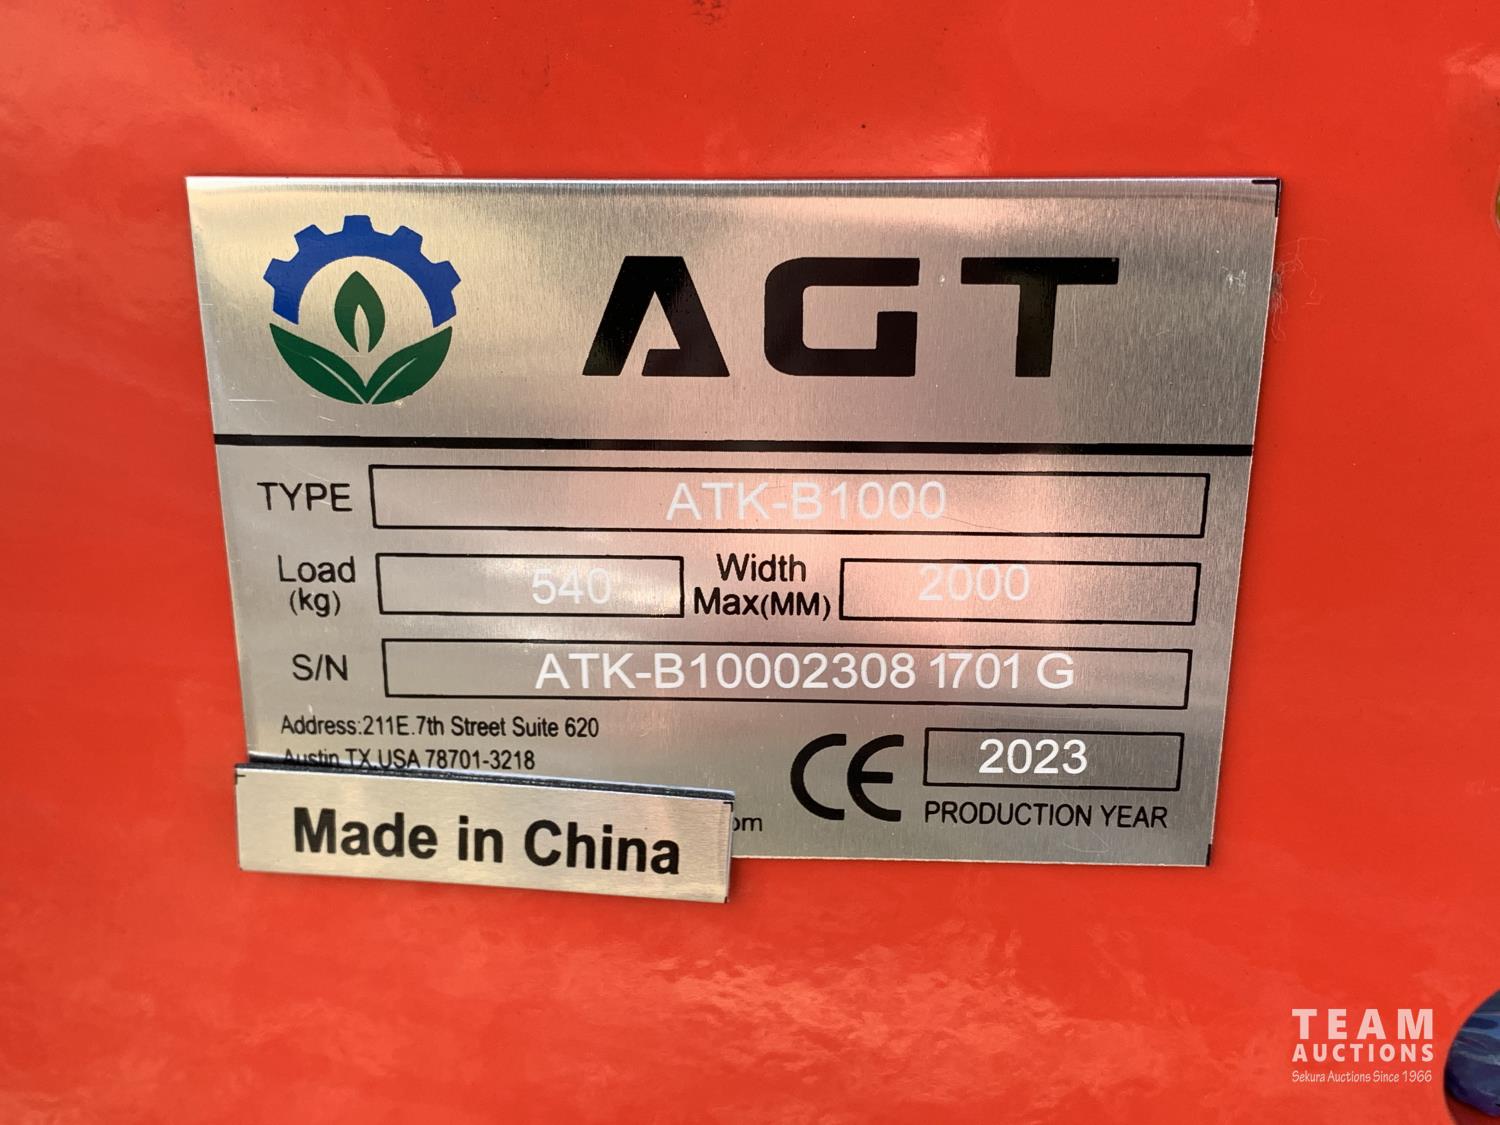 AGT
TYPE ATK-B1000
Load (kg) 540 Width Max(MM) 2000
S/N ATK-B10002308 1701 G
Address:211E.7th Street Suite 620
Austin TX,USA 78701-3218
CE 2023
PRODUCTION YEAR
om
Made in China
TEAM
AUCTIONS
Sekura Auctions Since 1966